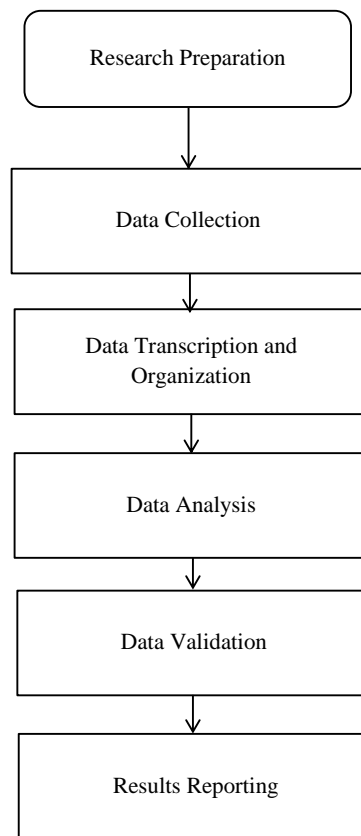 Research Preparation
Data Collection
Data Transcription and
Organization
Data Analysis
Data Validation
Results Reporting